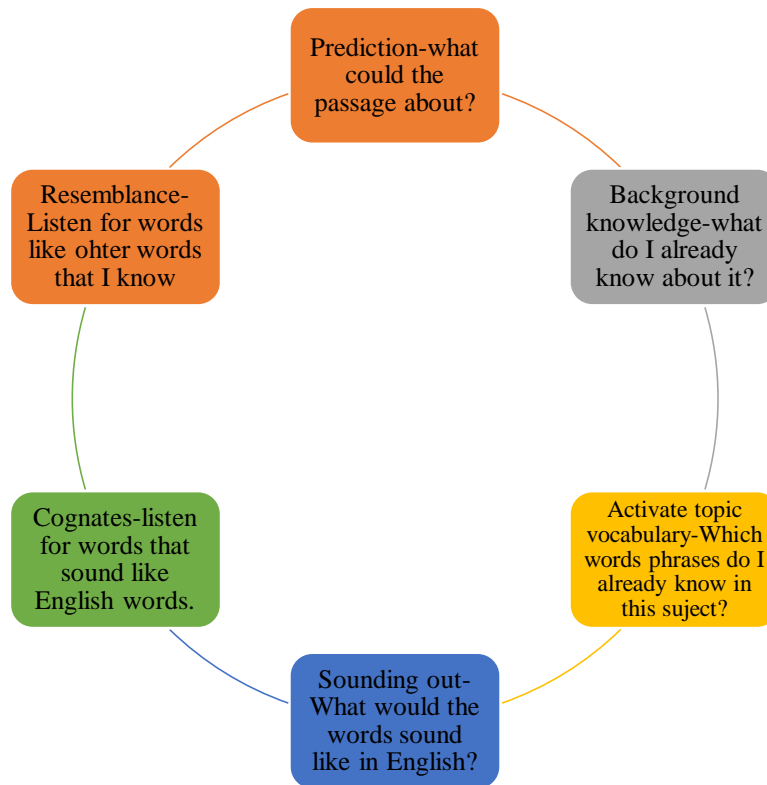 Prediction-what
could the
passage about?
Background
knowledge-what
do I already
know about it?
Activate topic
vocabulary-Which
words phrases do I
already know in
this suject?
Sounding out-
What would the
words sound
like in English?
Cognates-listen
for words that
sound like
English words.
Resemblance-
Listen for words
like ohter words
that I know